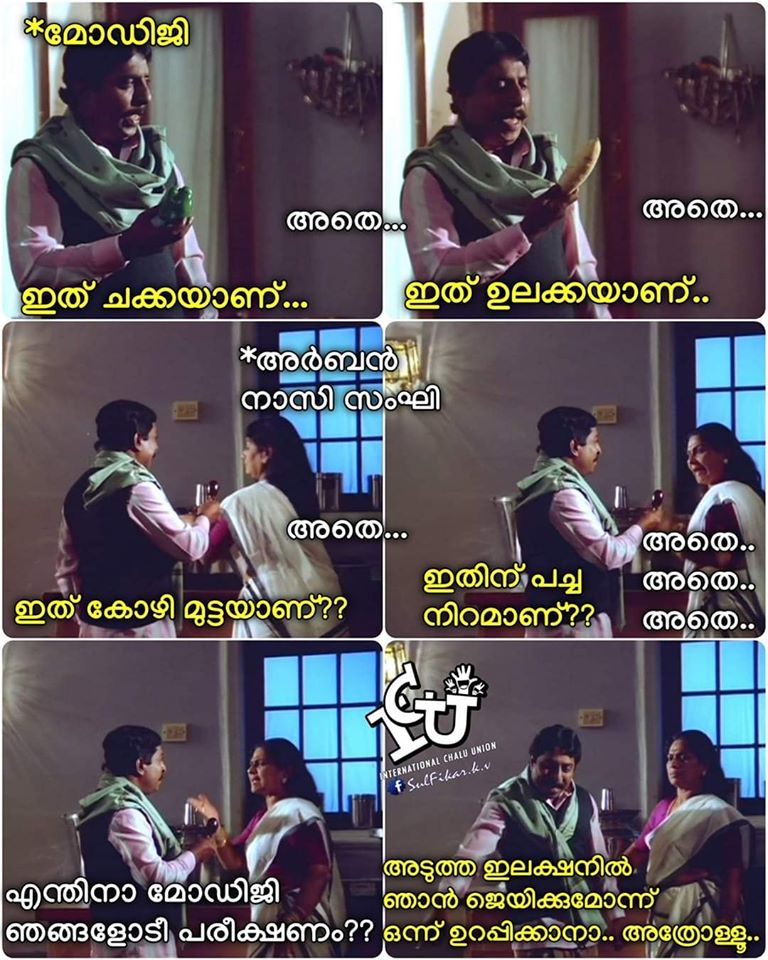 *മോഡിജി
അതെ...
ഇത് ചക്കയാണ്...
അതെ...
ഇത് ഉലക്കയാണ്..
*അർബൻ
നാസി സംഘി
അതെ...
ഇത് കോഴി മുട്ടയാണ്??
അതെ..
ഇതിന് പച്ച
അതെ..
നിറമാണ്??
അതെ..
എന്തിനാ മോഡിജി
ഞങ്ങളോടീ പരീക്ഷണം??
ICU
INTERNATIONAL CHALU UNION
f Sulfikar.k.v
അടുത്ത ഇലക്ഷനിൽ
ഞാൻ ജെയിക്കുമോന്ന്
ഒന്ന് ഉറപ്പിക്കാനാ.. അത്രോള്ളൂ..